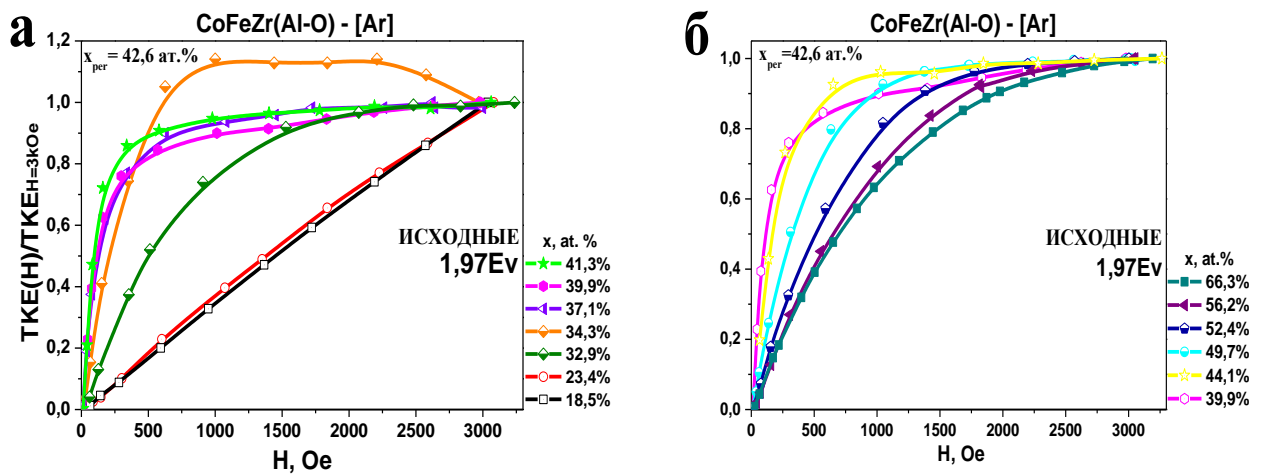 а
CoFeZr(Al-O) - [Ar]
x per = 42,6 ат.%
1,2
1,0
0,8
0,6
0,4
0,2
0,0
TKE(H)/TKE H=3KOe
0 500 1000 1500 2000 2500 3000
H, Oe
ИСХОДНЫЕ
1,97Ev
x, at. %
41,3%
39,9%
37,1%
34,3%
32,9%
23,4%
18,5%
б
CoFeZr(Al-O) - [Ar]
x per =42,6 ат.%
1,0
0,8
0,6
0,4
0,2
0,0
0 500 1000 1500 2000 2500 3000
H, Oe
ИСХОДНЫЕ
1,97Ev
x, at.%
66,3%
56,2%
52,4%
49,7%
44,1%
39,9%